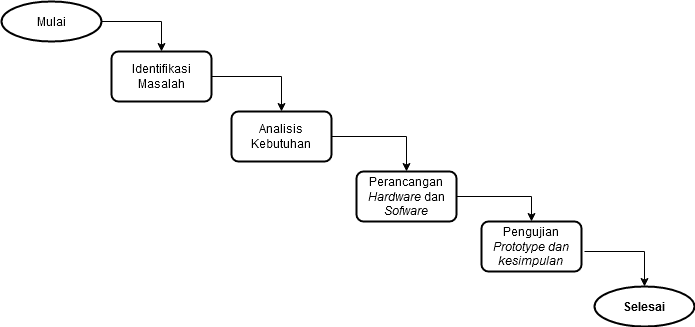 Mulai
Identifikasi
Masalah
Analisis
Kebutuhan
Perancangan
Hardware dan
Sofware
Pengujian
Prototype dan
kesimpulan
Selesai